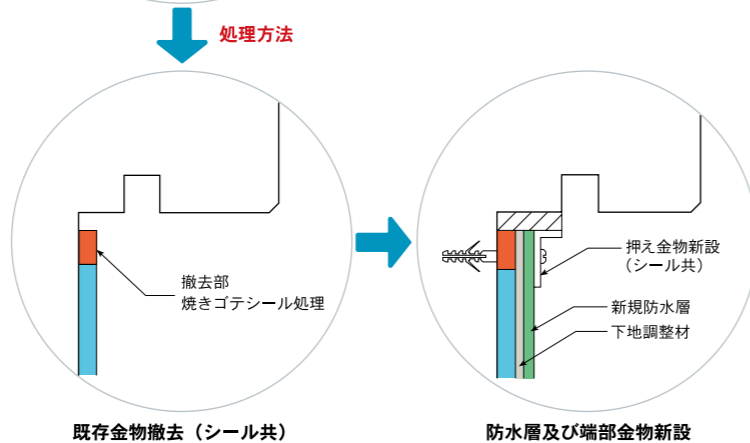 処理方法
撤去部
焼きゴテシール処理
既存金物撤去（シール共）
押え金物新設
（シール共）
新規防水層
下地調整材
防水層及び端部金物新設